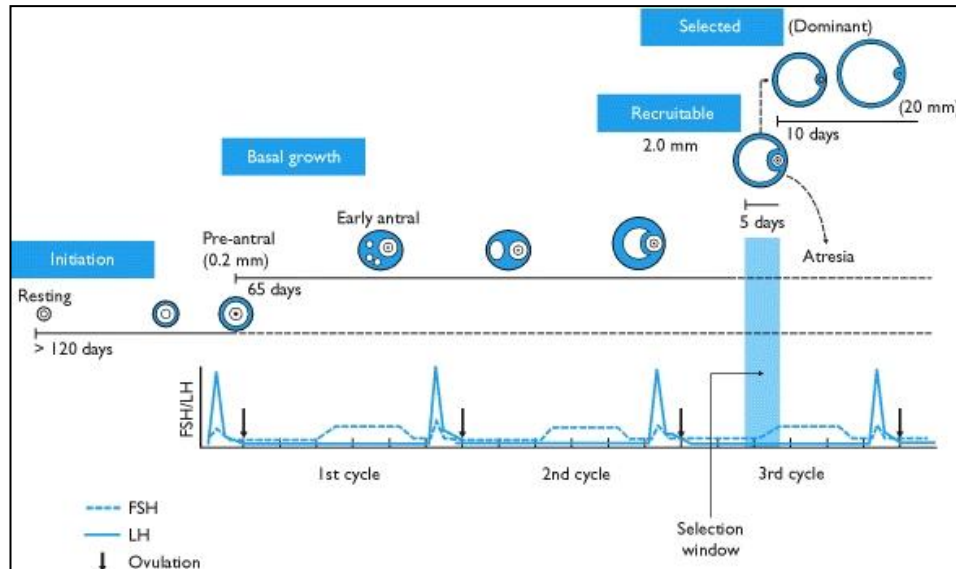 Selected
(Dominant)
Recruitable
2.0 mm
(20 mm)
10 days
Basal growth
5 days
Early antral
Pre-antral
(0.2 mm)
Atresia
Initiation
65 days
Resting
> 120 days
FSH/LH
1st cycle
2nd cycle
3rd cycle
FSH
LH
Ovulation
Selection
window